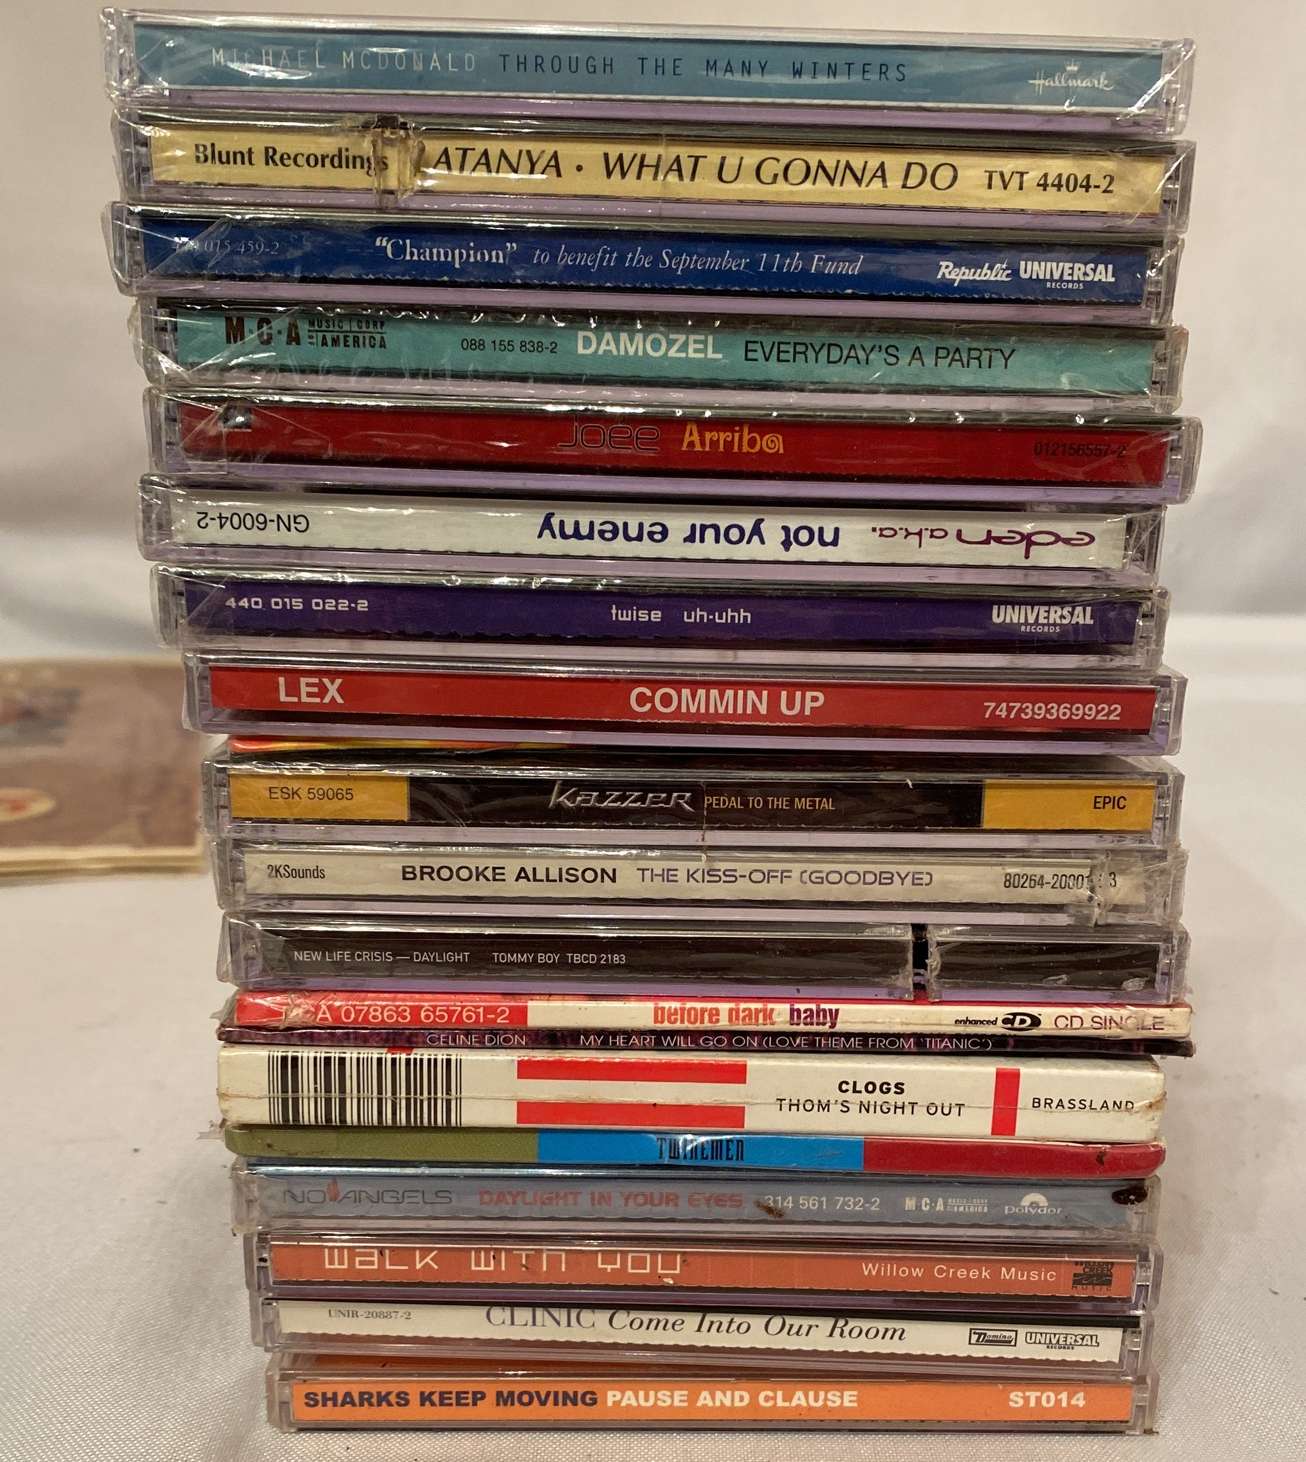 MICHAEL MCDONALD THROUGH THE MANY WINTERS Hallmark
Blunt Recordings LATANYA · WHAT U GONNA DO TVT 4404-2
015 459-2 "Champion" to benefit the September 11th Fund Republic UNIVERSAL RECORDS
M·C·A MUSIC CORP OF AMERICA 088 155 838-2 DAMOZEL EVERYDAY'S A PARTY
Joee Arriba 012156557-2
eden a.k.a. not your enemy GN-6004-2
440 015 022-2 twise uh-uhh UNIVERSAL RECORDS
LEX COMMIN UP 74739369922
ESK 59065 Kazzer PEDAL TO THE METAL EPIC
2KSounds BROOKE ALLISON THE KISS-OFF (GOODBYE) 80264-20001 3
NEW LIFE CRISIS — DAYLIGHT TOMMY BOY TBCD 2183
RCA 07863 65761-2 before dark baby enhanced CD CD SINGLE
CELINE DION MY HEART WILL GO ON (LOVE THEME FROM 'TITANIC')
CLOGS
THOM'S NIGHT OUT BRASSLAND
TWINEMEN
NO ANGELS DAYLIGHT IN YOUR EYES 314 561 732-2 M·C·A polydor
WALK WITH YOU Willow Creek Music
UNIR-20887-2 CLINIC Come Into Our Room Domino UNIVERSAL RECORDS
SHARKS KEEP MOVING PAUSE AND CLAUSE ST014